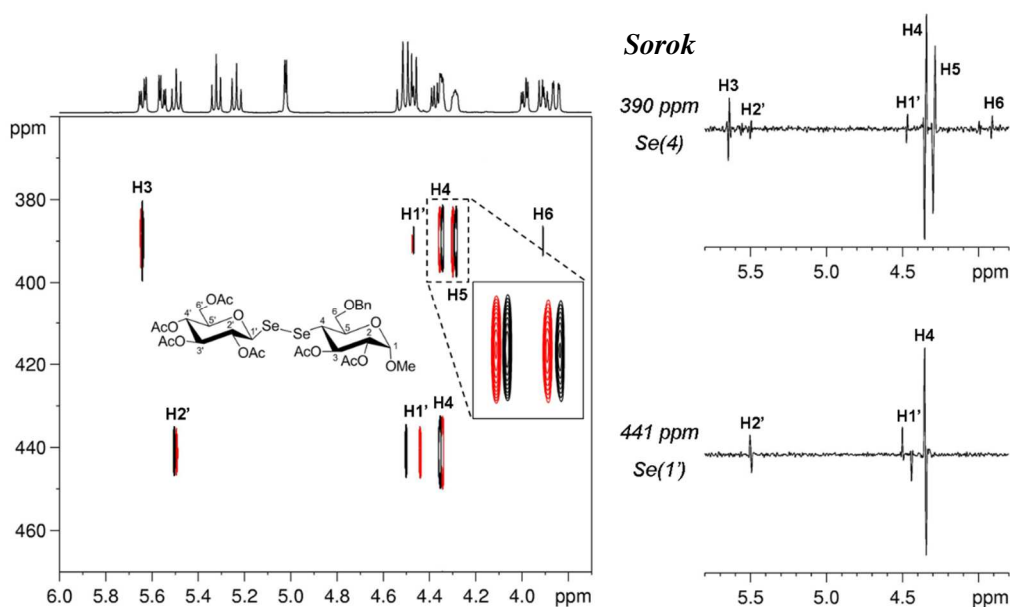 ppm
380
400
420
440
460
6.0 5.8 5.6 5.4 5.2 5.0 4.8 4.6 4.4 4.2 4.0 ppm
H3
H1'
H4
H6
H5
H2'
H1'
H4
6'
OAc
4'
AcO
5'
O
AcO
3'
2'
OAc
1'
Se
Se
6
OBn
4
5
O
AcO
3
2
AcO
1
OMe
Sorok
390 ppm
Se(4)
H3
H2'
H1'
H4
H5
H6
5.5 5.0 4.5 ppm
441 ppm
Se(1')
H2'
H1'
H4
5.5 5.0 4.5 ppm